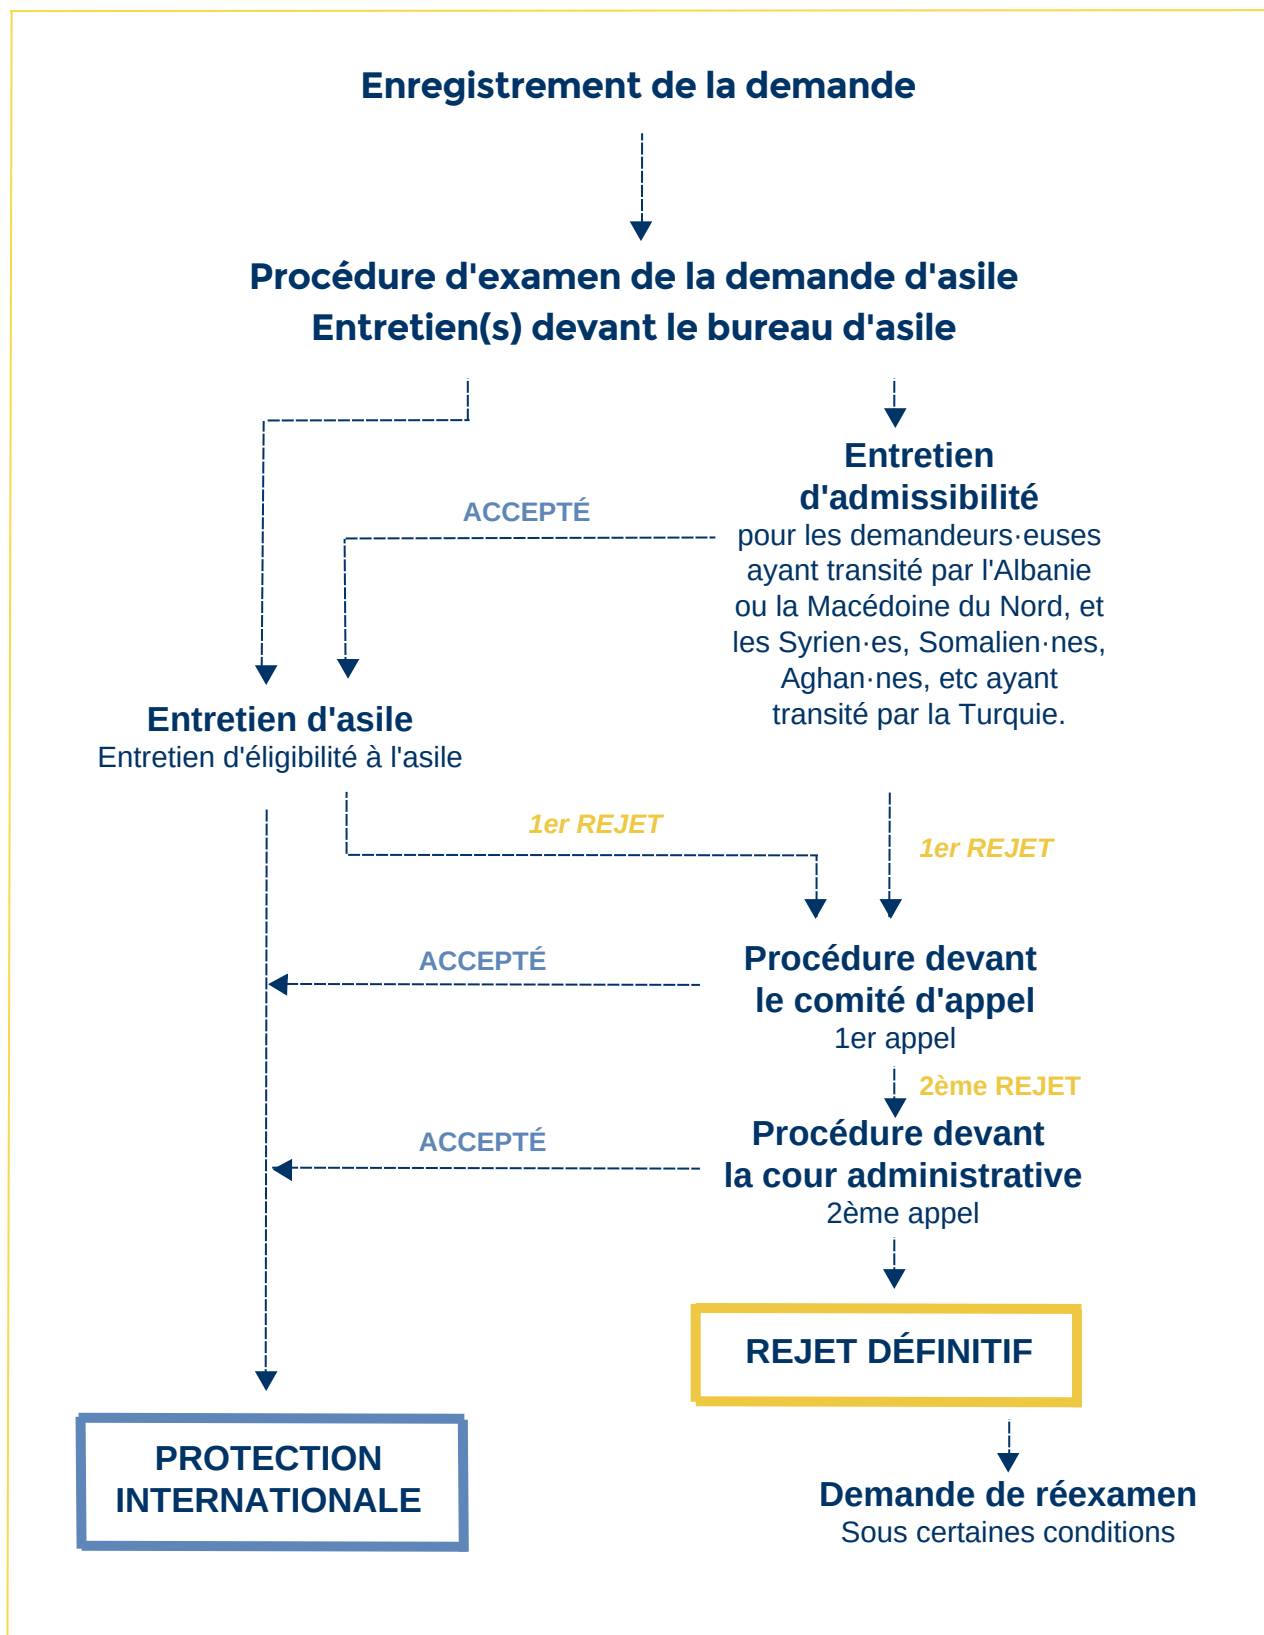 Enregistrement de la demande
Procédure d'examen de la demande d'asile
Entretien(s) devant le bureau d'asile
Entretien
d'admissibilité
pour les demandeurs·euses
ayant transité par l'Albanie
ou la Macédoine du Nord, et
les Syrien·es, Somalien·nes,
Aghan·nes, etc ayant
transité par la Turquie.
ACCEPTÉ
Entretien d'asile
Entretien d'éligibilité à l'asile
1er REJET
1er REJET
Procédure devant
le comité d'appel
1er appel
ACCEPTÉ
2ème REJET
Procédure devant
la cour administrative
2ème appel
ACCEPTÉ
REJET DÉFINITIF
PROTECTION
INTERNATIONALE
Demande de réexamen
Sous certaines conditions